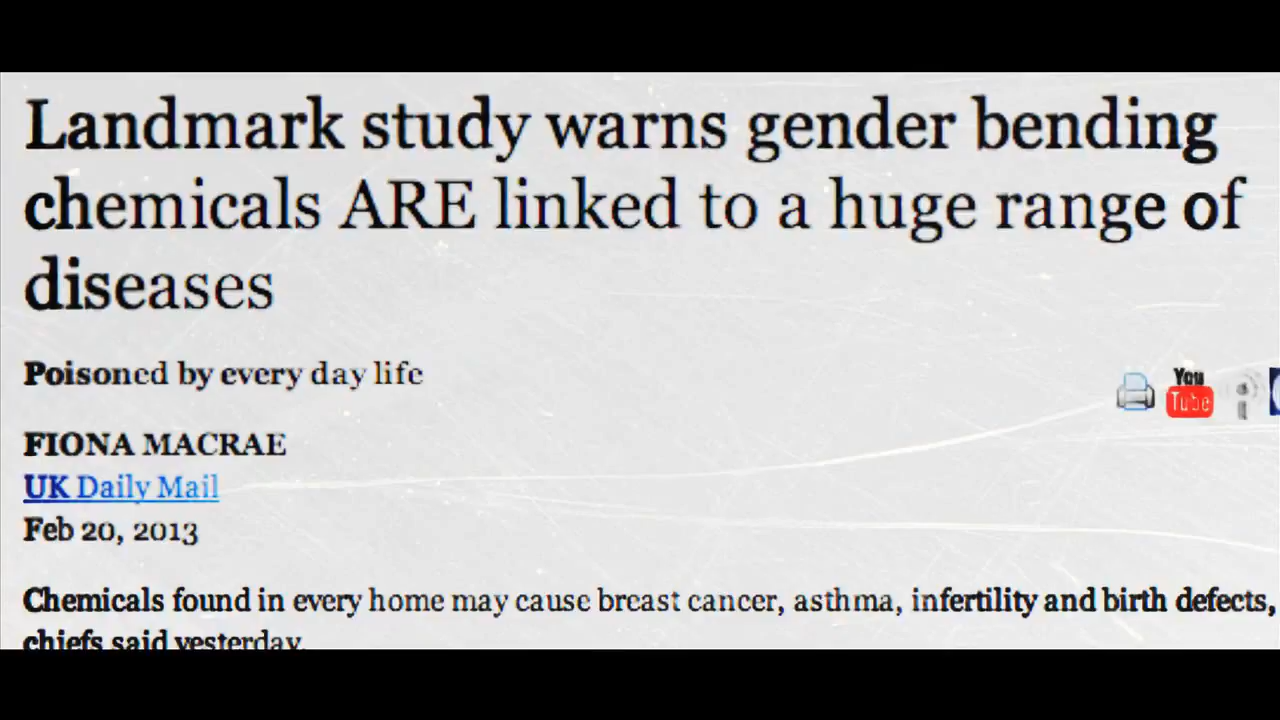 Landmark study warns gender bending
chemicals ARE linked to a huge range of
diseases
Poisoned by every day life
You
Tube
FIONA MACRAE
UK Daily Mail
Feb 20, 2013
Chemicals found in every home may cause breast cancer, asthma, infertility and birth defects,
chiefs said yesterday.